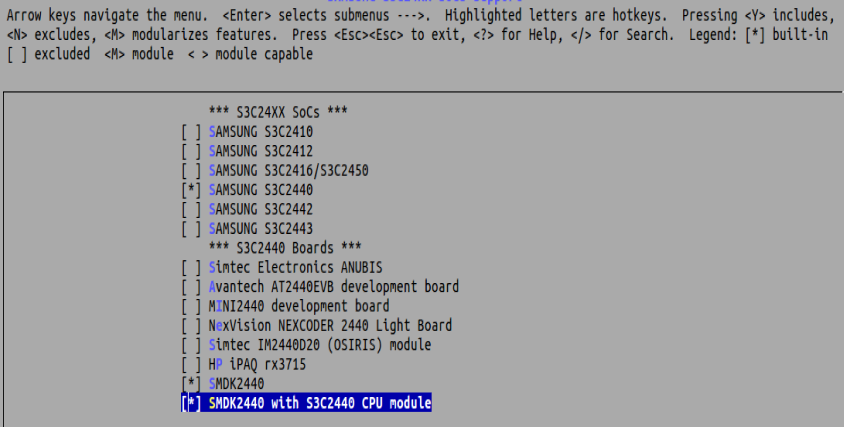 Arrow keys navigate the menu.  <Enter> selects submenus --->.  Highlighted letters are hotkeys.  Pressing <Y> includes,
<N> excludes, <M> modularizes features.  Press <Esc><Esc> to exit, <?> for Help, </> for Search.  Legend: [*] built-in
[ ] excluded  <M> module  < > module capable
*** S3C24XX SoCs ***
[ ] SAMSUNG S3C2410
[ ] SAMSUNG S3C2412
[ ] SAMSUNG S3C2416/S3C2450
[*] SAMSUNG S3C2440
[ ] SAMSUNG S3C2442
[ ] SAMSUNG S3C2443
*** S3C2440 Boards ***
[ ] Simtec Electronics ANUBIS
[ ] Avantech AT2440EVB development board
[ ] MINI2440 development board
[ ] NexVision NEXCODER 2440 Light Board
[ ] Simtec IM2440D20 (OSIRIS) module
[ ] HP iPAQ rx3715
[*] SMDK2440
[*] SMDK2440 with S3C2440 CPU module